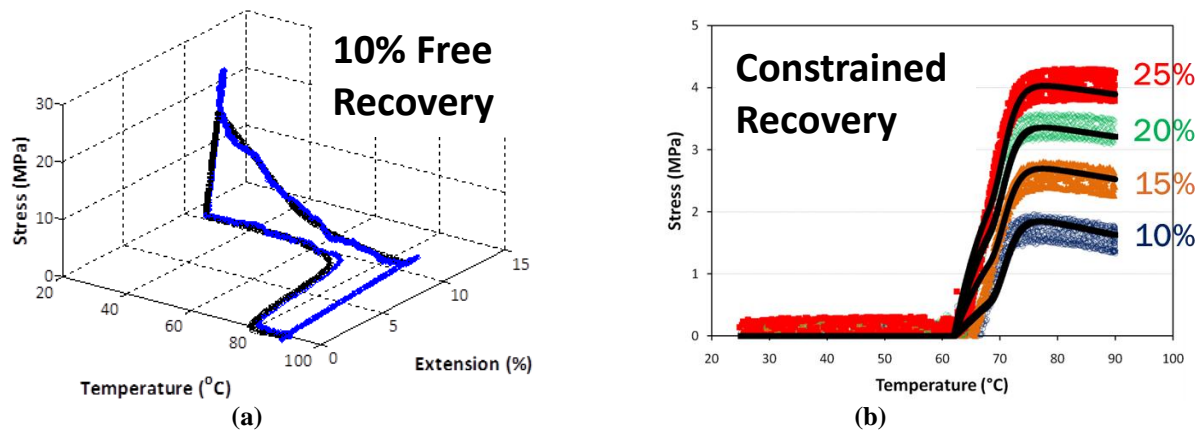 10% Free
Recovery
30
20
10
0
Stress (MPa)
20
40
60
80
100
Temperature (°C)
0
5
10
15
Extension (%)
(a)
Constrained
Recovery
5
4
3
2
1
0
Stress (MPa)
25%
20%
15%
10%
20 30 40 50 60 70 80 90 100
Temperature (°C)
(b)